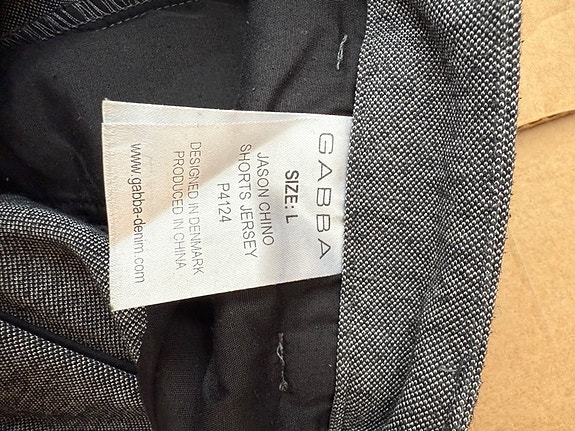 GABBA
SIZE: L
JASON CHINO
SHORTS JERSEY
P4124
DESIGNED IN DENMARK
PRODUCED IN CHINA
www.gabba-denim.com